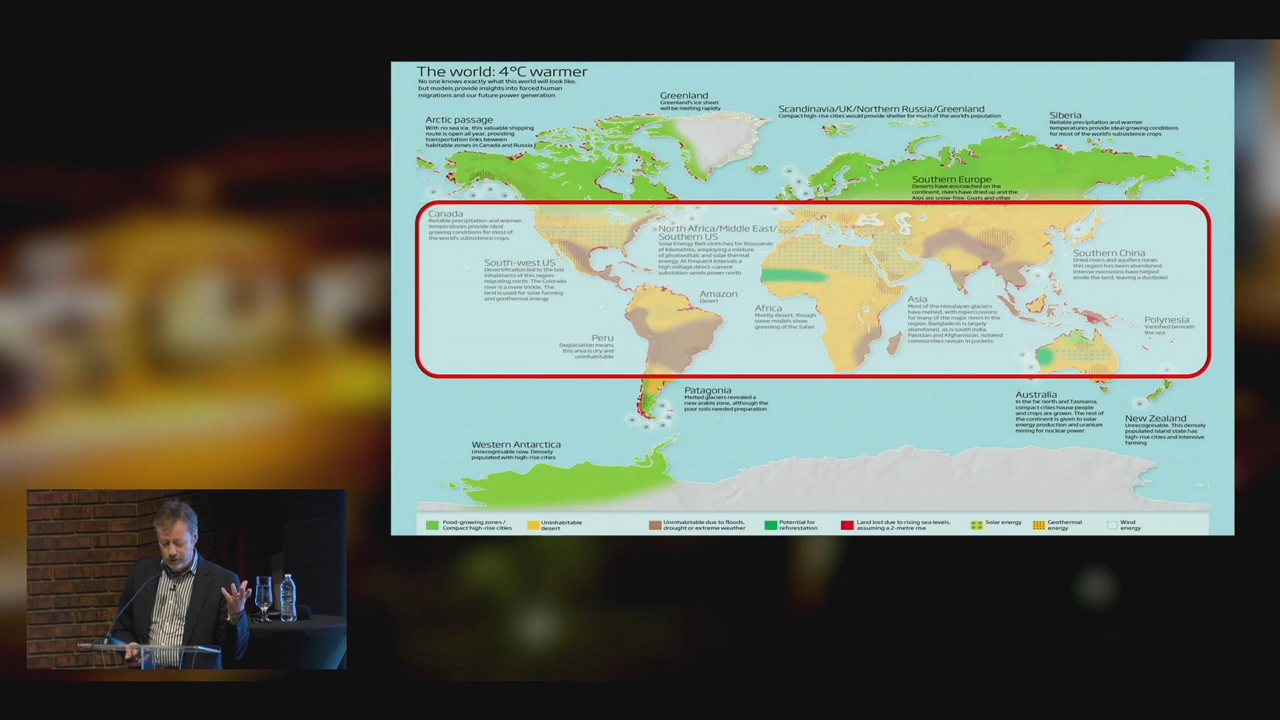 The world: 4°C warmer
No one knows exactly what this world will look like,
but models provide insights into forced human
migrations and our future power generation
Greenland
Greenland's ice sheet
will be melting rapidly
Scandinavia/UK/Northern Russia/Greenland
Compact high-rise cities would provide shelter for much of the world's population
Siberia
Reliable precipitation and warmer
temperatures provide ideal growing conditions
for most of the world's subsistence crops
Arctic passage
With no sea ice, this valuable shipping
route is open all year, providing
transportation links beween
habitable zones in Canada and Russia
Southern Europe
Deserts have encroached on the
continent, rivers have dried up and the
Alps are snow-free. Goats and other
Canada
Reliable precipitation and warmer
temperatures provide ideal
growing conditions for most of
the world's subsistence crops
North Africa/Middle East/
Southern US
Solar Energy Belt stretches for thousands
of kilometres, employing a mixture
of photovoltaic and solar thermal
energy. At frequent intervals a
high voltage direct-current
substation sends power north
South-west US
Desertification led to the last
inhabitants of this region
migrating north. The Colorado
river is a mere trickle. The
land is used for solar farming
and geothermal energy
Southern China
Dried rivers and aquifers mean
this region has been abandoned.
Intense monsoons have helped
erode the land, leaving a dustbowl
Amazon
Desert
Africa
Mostly desert, though
some models show
greening of the Sahel
Asia
Most of the Himalayan glaciers
have melted, with repercussions
for many of the major rivers in the
region. Bangladesh is largely
abandoned, as is south India,
Pakistan and Afghanistan. Isolated
communities remain in pockets
Polynesia
Vanished beneath
the sea
Peru
Deglaciation means
this area is dry and
uninhabitable
Patagonia
Melted glaciers revealed a
new arable zone, although the
poor soils needed preparation
Australia
In the far north and Tasmania,
compact cities house people
and crops are grown. The rest of
the continent is given to solar
energy production and uranium
mining for nuclear power
New Zealand
Unrecognisable. This densely
populated island state has
high-rise cities and intensive
farming
Western Antarctica
Unrecognisable now. Densely
populated with high-rise cities
Food-growing zones /
Compact high-rise cities
Uninhabitable
desert
Uninhabitable due to floods,
drought or extreme weather
Potential for
reforestation
Land lost due to rising sea levels,
assuming a 2-metre rise
Solar energy
Geothermal
energy
Wind
energy